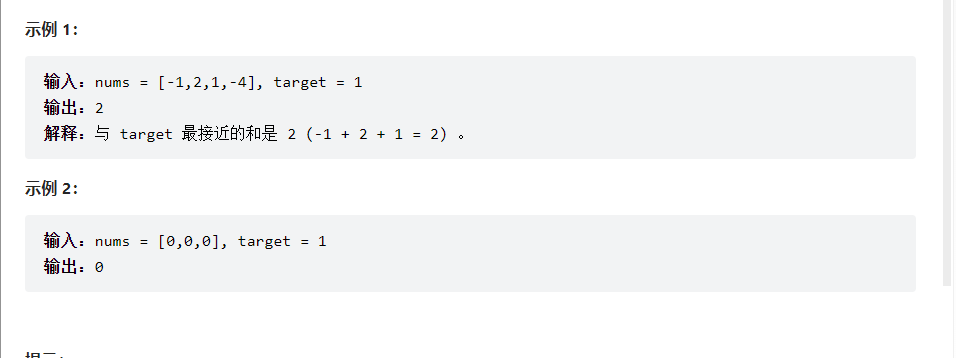 示例 1：
输入：nums = [-1,2,1,-4], target = 1
输出：2
解释：与 target 最接近的和是 2 (-1 + 2 + 1 = 2) 。
示例 2：
输入：nums = [0,0,0], target = 1
输出：0